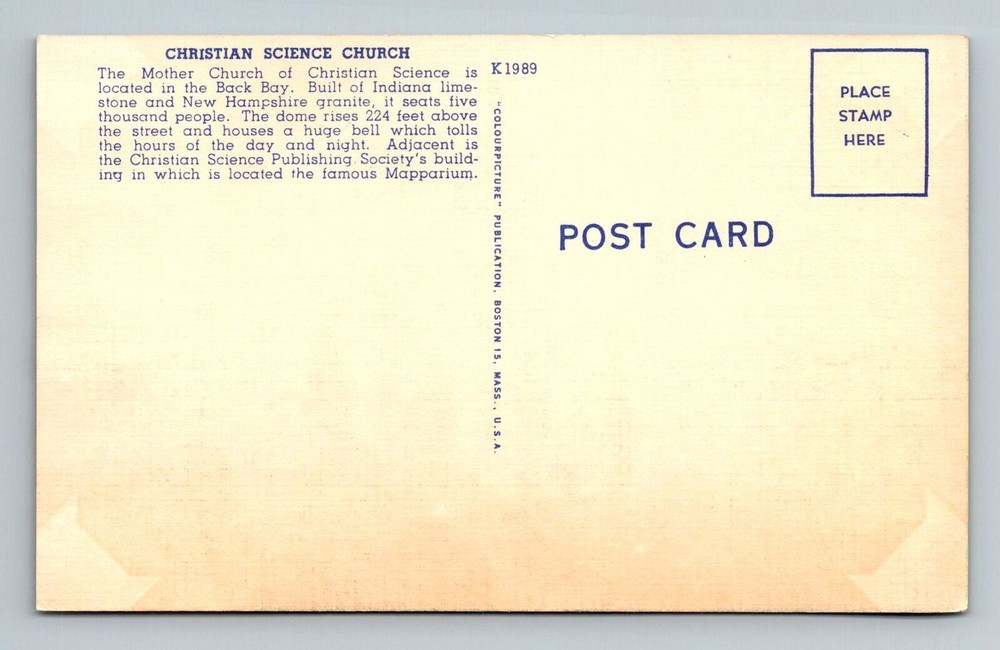 CHRISTIAN SCIENCE CHURCH
The Mother Church of Christian Science is
located in the Back Bay. Built of Indiana lime-
stone and New Hampshire granite, it seats five
thousand people. The dome rises 224 feet above
the street and houses a huge bell which tolls
the hours of the day and night. Adjacent is
the Christian Science Publishing Society's build-
ing in which is located the famous Mapparium.
K1989
"COLOURPICTURE" PUBLICATION, BOSTON 15, MASS., U.S.A.
PLACE
STAMP
HERE
POST CARD